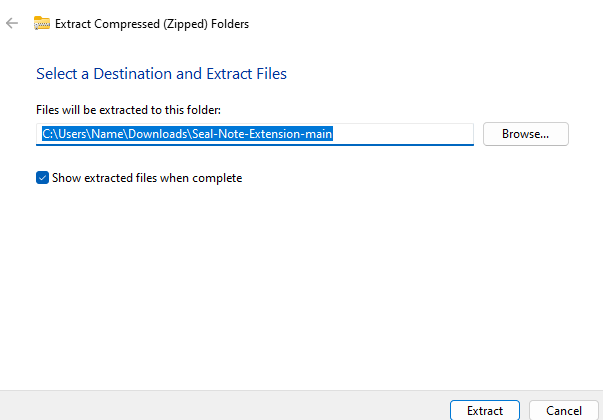 Extract Compressed (Zipped) Folders
Select a Destination and Extract Files
Files will be extracted to this folder:
C:\Users\Name\Downloads\Seal-Note-Extension-main
Browse...
Show extracted files when complete
Extract
Cancel